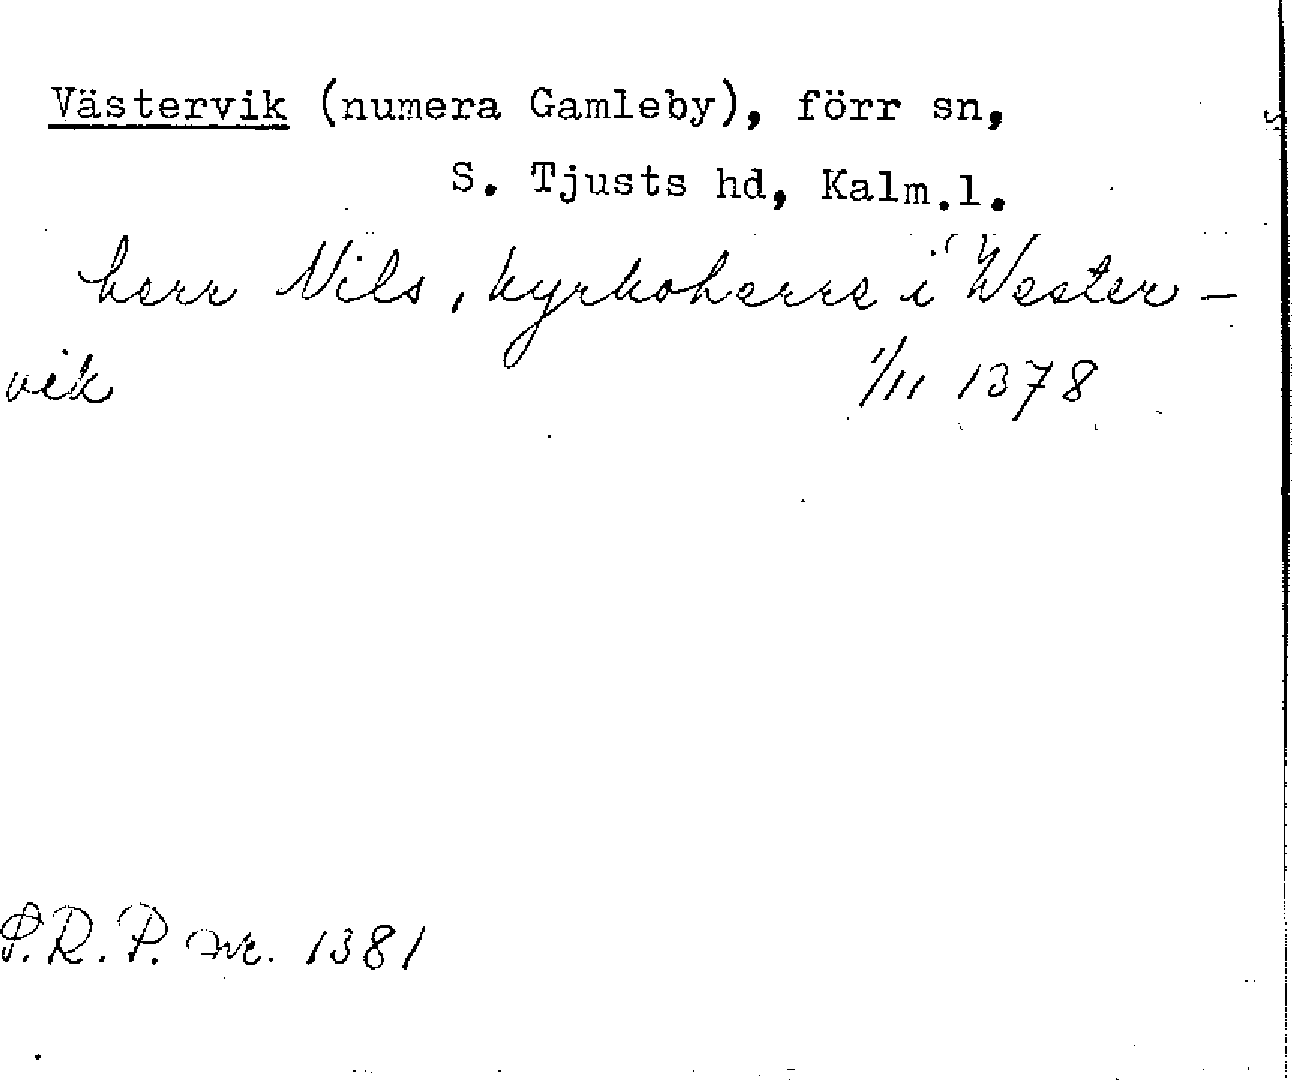 Västervik (numera Gamleby), förr sn,
S. Tjusts hd, Kalm.l.
herr Nils, kyrkoherre i Wester-
vik 1/11 1378
P.R.P. nr. 1381